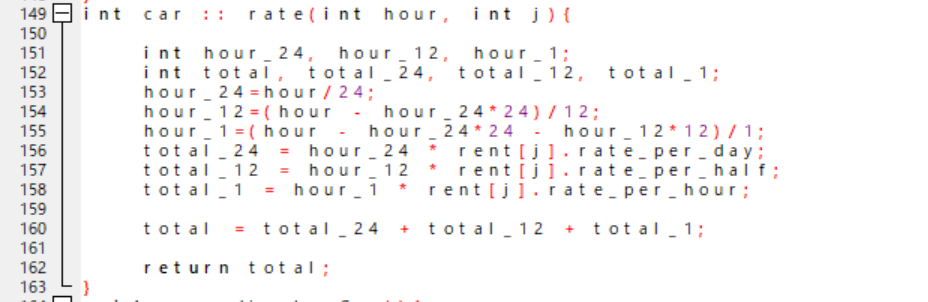 149 int car :: rate(int hour, int j){
150
151 int hour_24, hour_12, hour_1;
152 int total, total_24, total_12, total_1;
153 hour_24=hour/24;
154 hour_12=(hour - hour_24*24)/12;
155 hour_1=(hour - hour_24*24 - hour_12*12)/1;
156 total_24 = hour_24 * rent[j].rate_per_day;
157 total_12 = hour_12 * rent[j].rate_per_half;
158 total_1 = hour_1 * rent[j].rate_per_hour;
159
160 total = total_24 + total_12 + total_1;
161
162 return total;
163 }